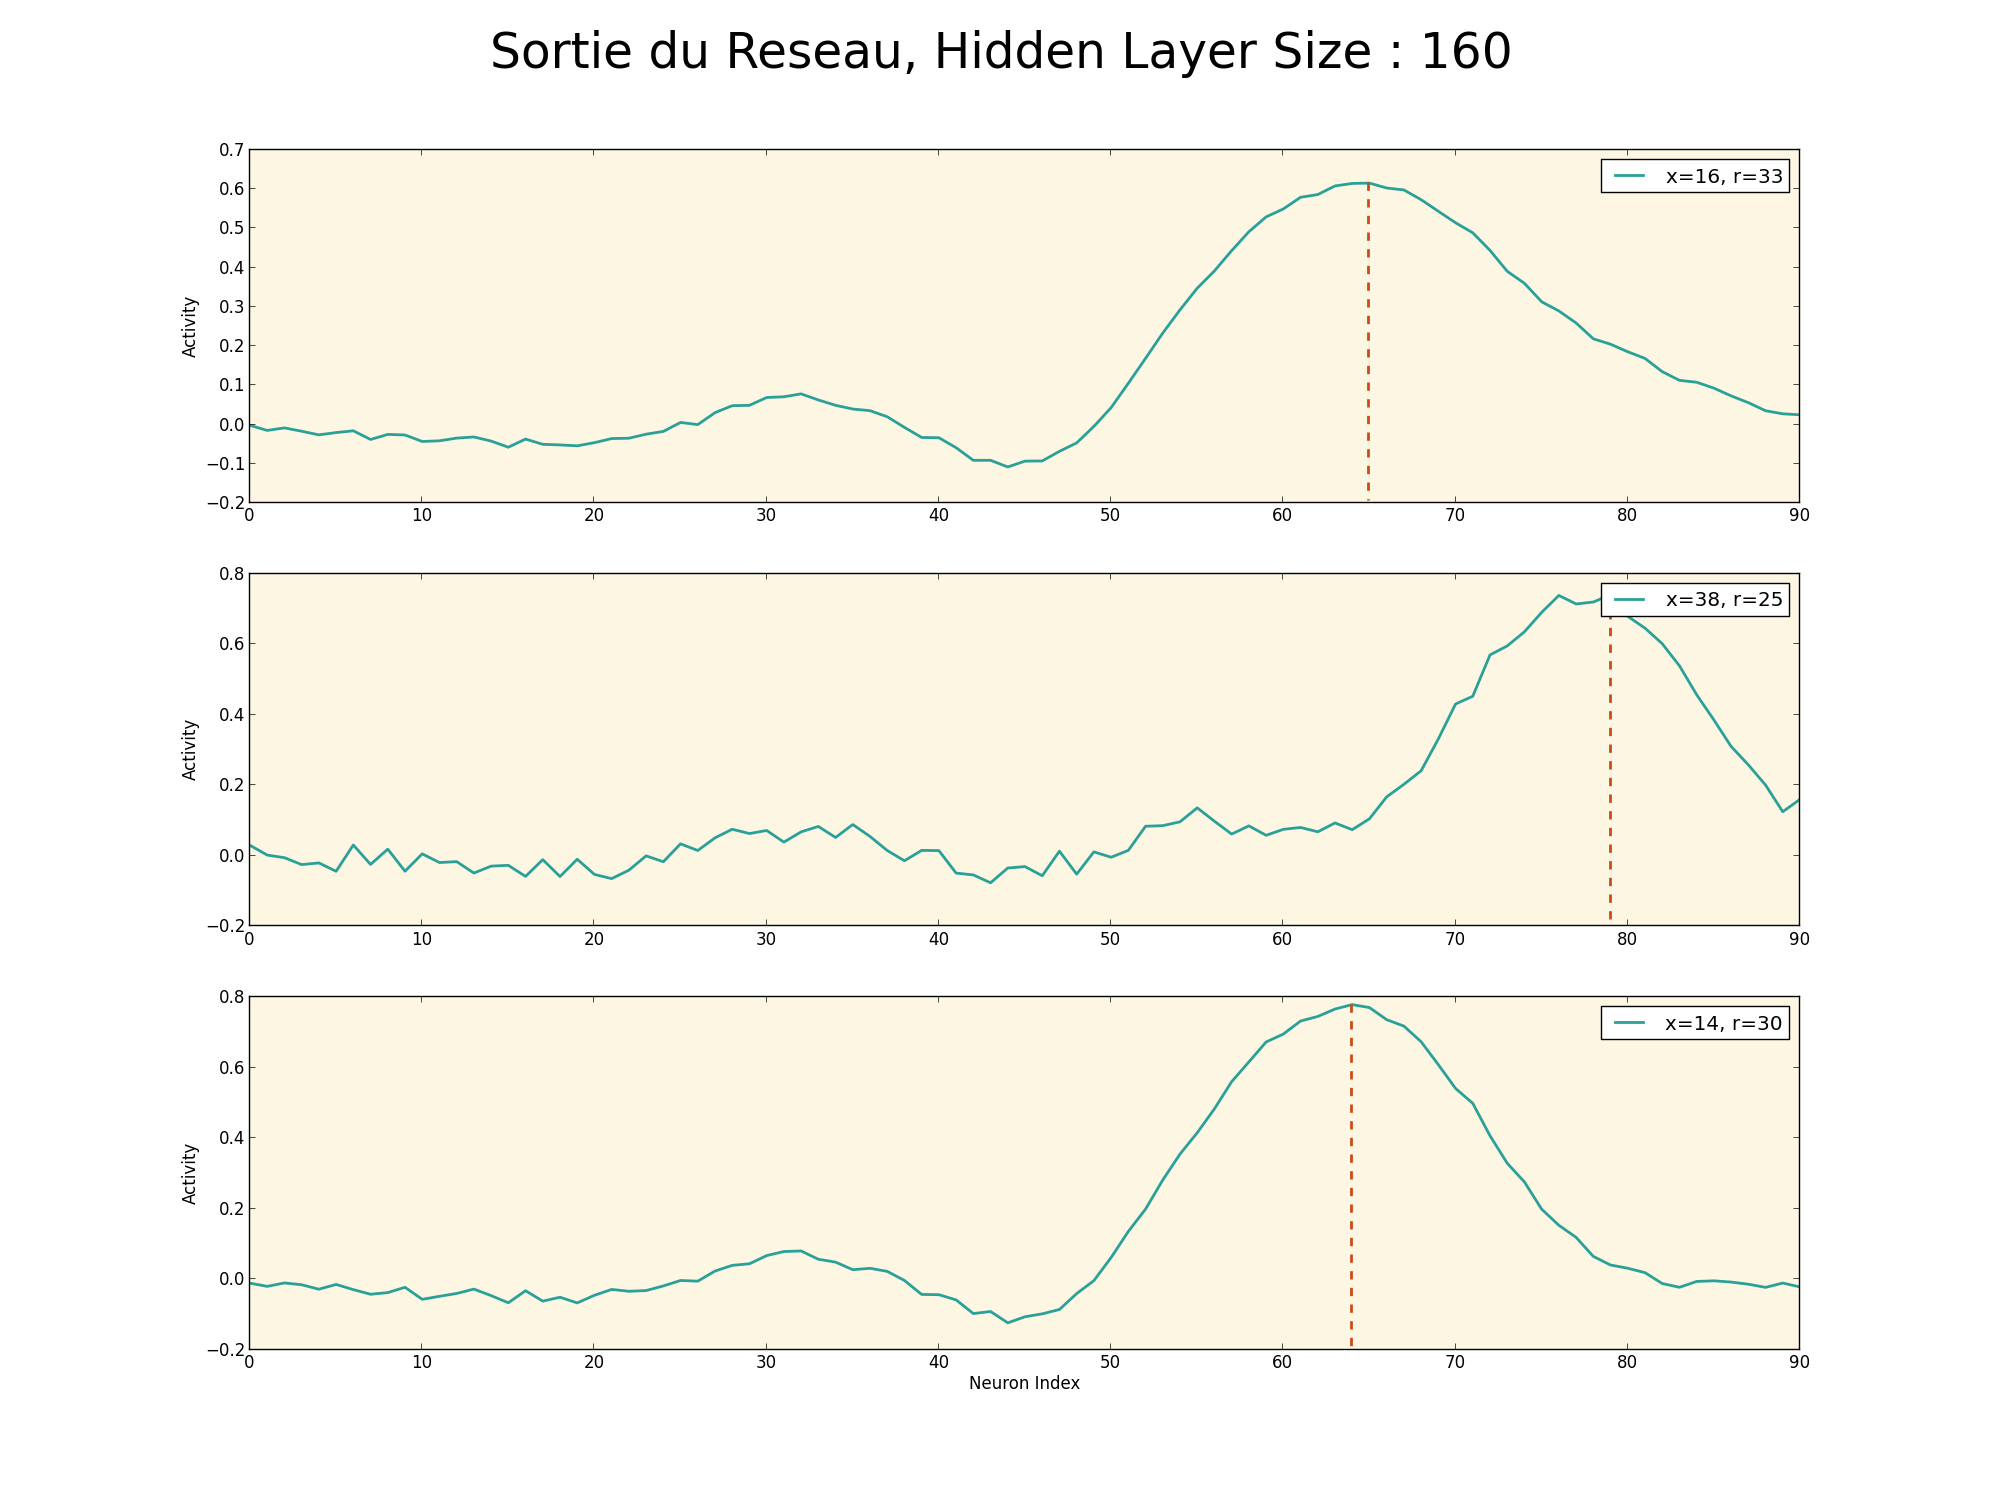 Sortie du Reseau, Hidden Layer Size : 160
0.7
0.6
0.5
0.4
0.3
0.2
0.1
0.0
−0.1
−0.2
Activity
x=16, r=33
0 10 20 30 40 50 60 70 80 90
0.8
0.6
0.4
0.2
0.0
−0.2
Activity
x=38, r=25
0 10 20 30 40 50 60 70 80 90
0.8
0.6
0.4
0.2
0.0
−0.2
Activity
x=14, r=30
0 10 20 30 40 50 60 70 80 90
Neuron Index